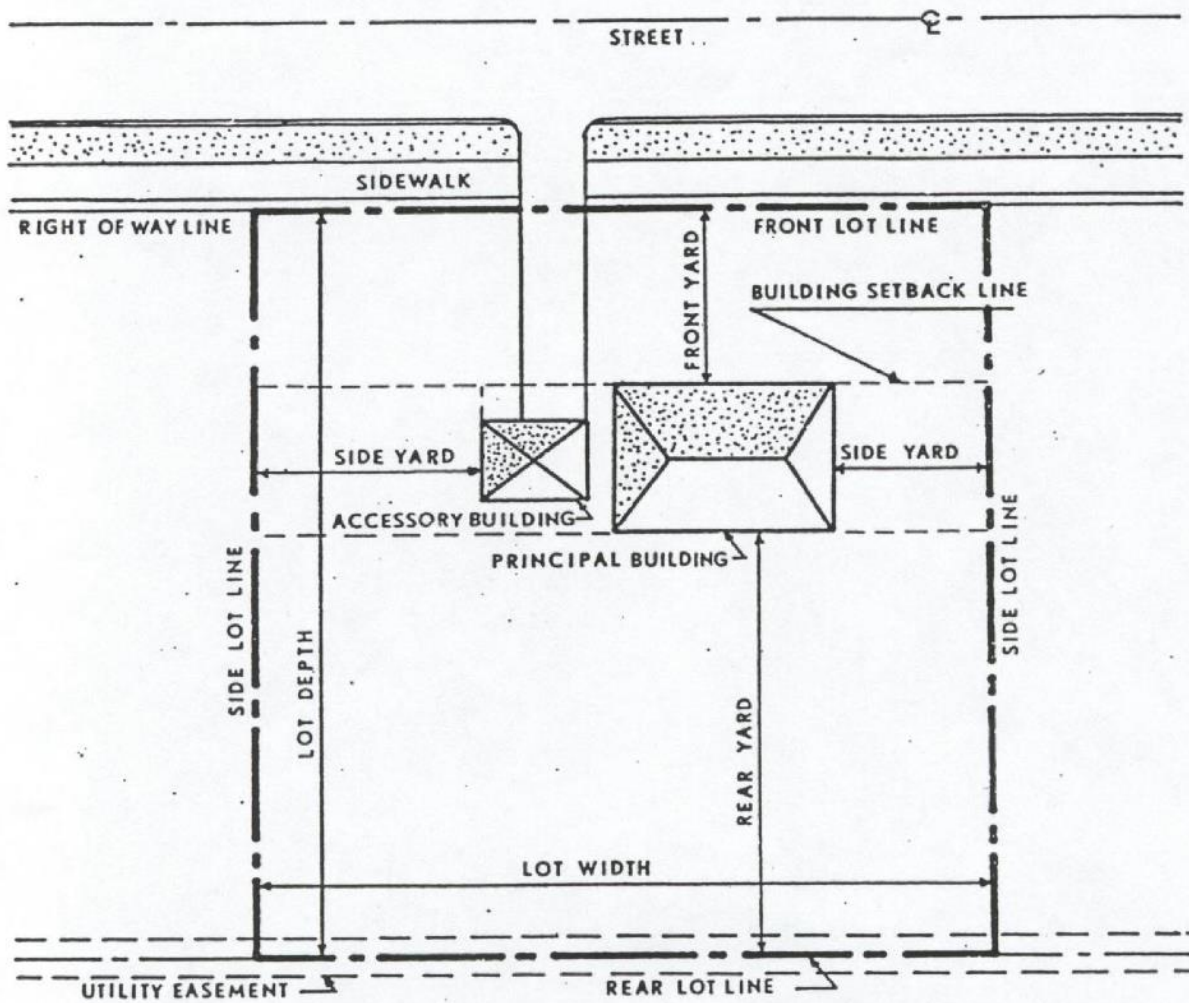 ℄
STREET ..
SIDEWALK
RIGHT OF WAY LINE
FRONT LOT LINE
FRONT YARD
BUILDING SETBACK LINE
SIDE YARD
SIDE YARD
ACCESSORY BUILDING
PRINCIPAL BUILDING
SIDE LOT LINE
LOT DEPTH
REAR YARD
SIDE LOT LINE
LOT WIDTH
UTILITY EASEMENT
REAR LOT LINE